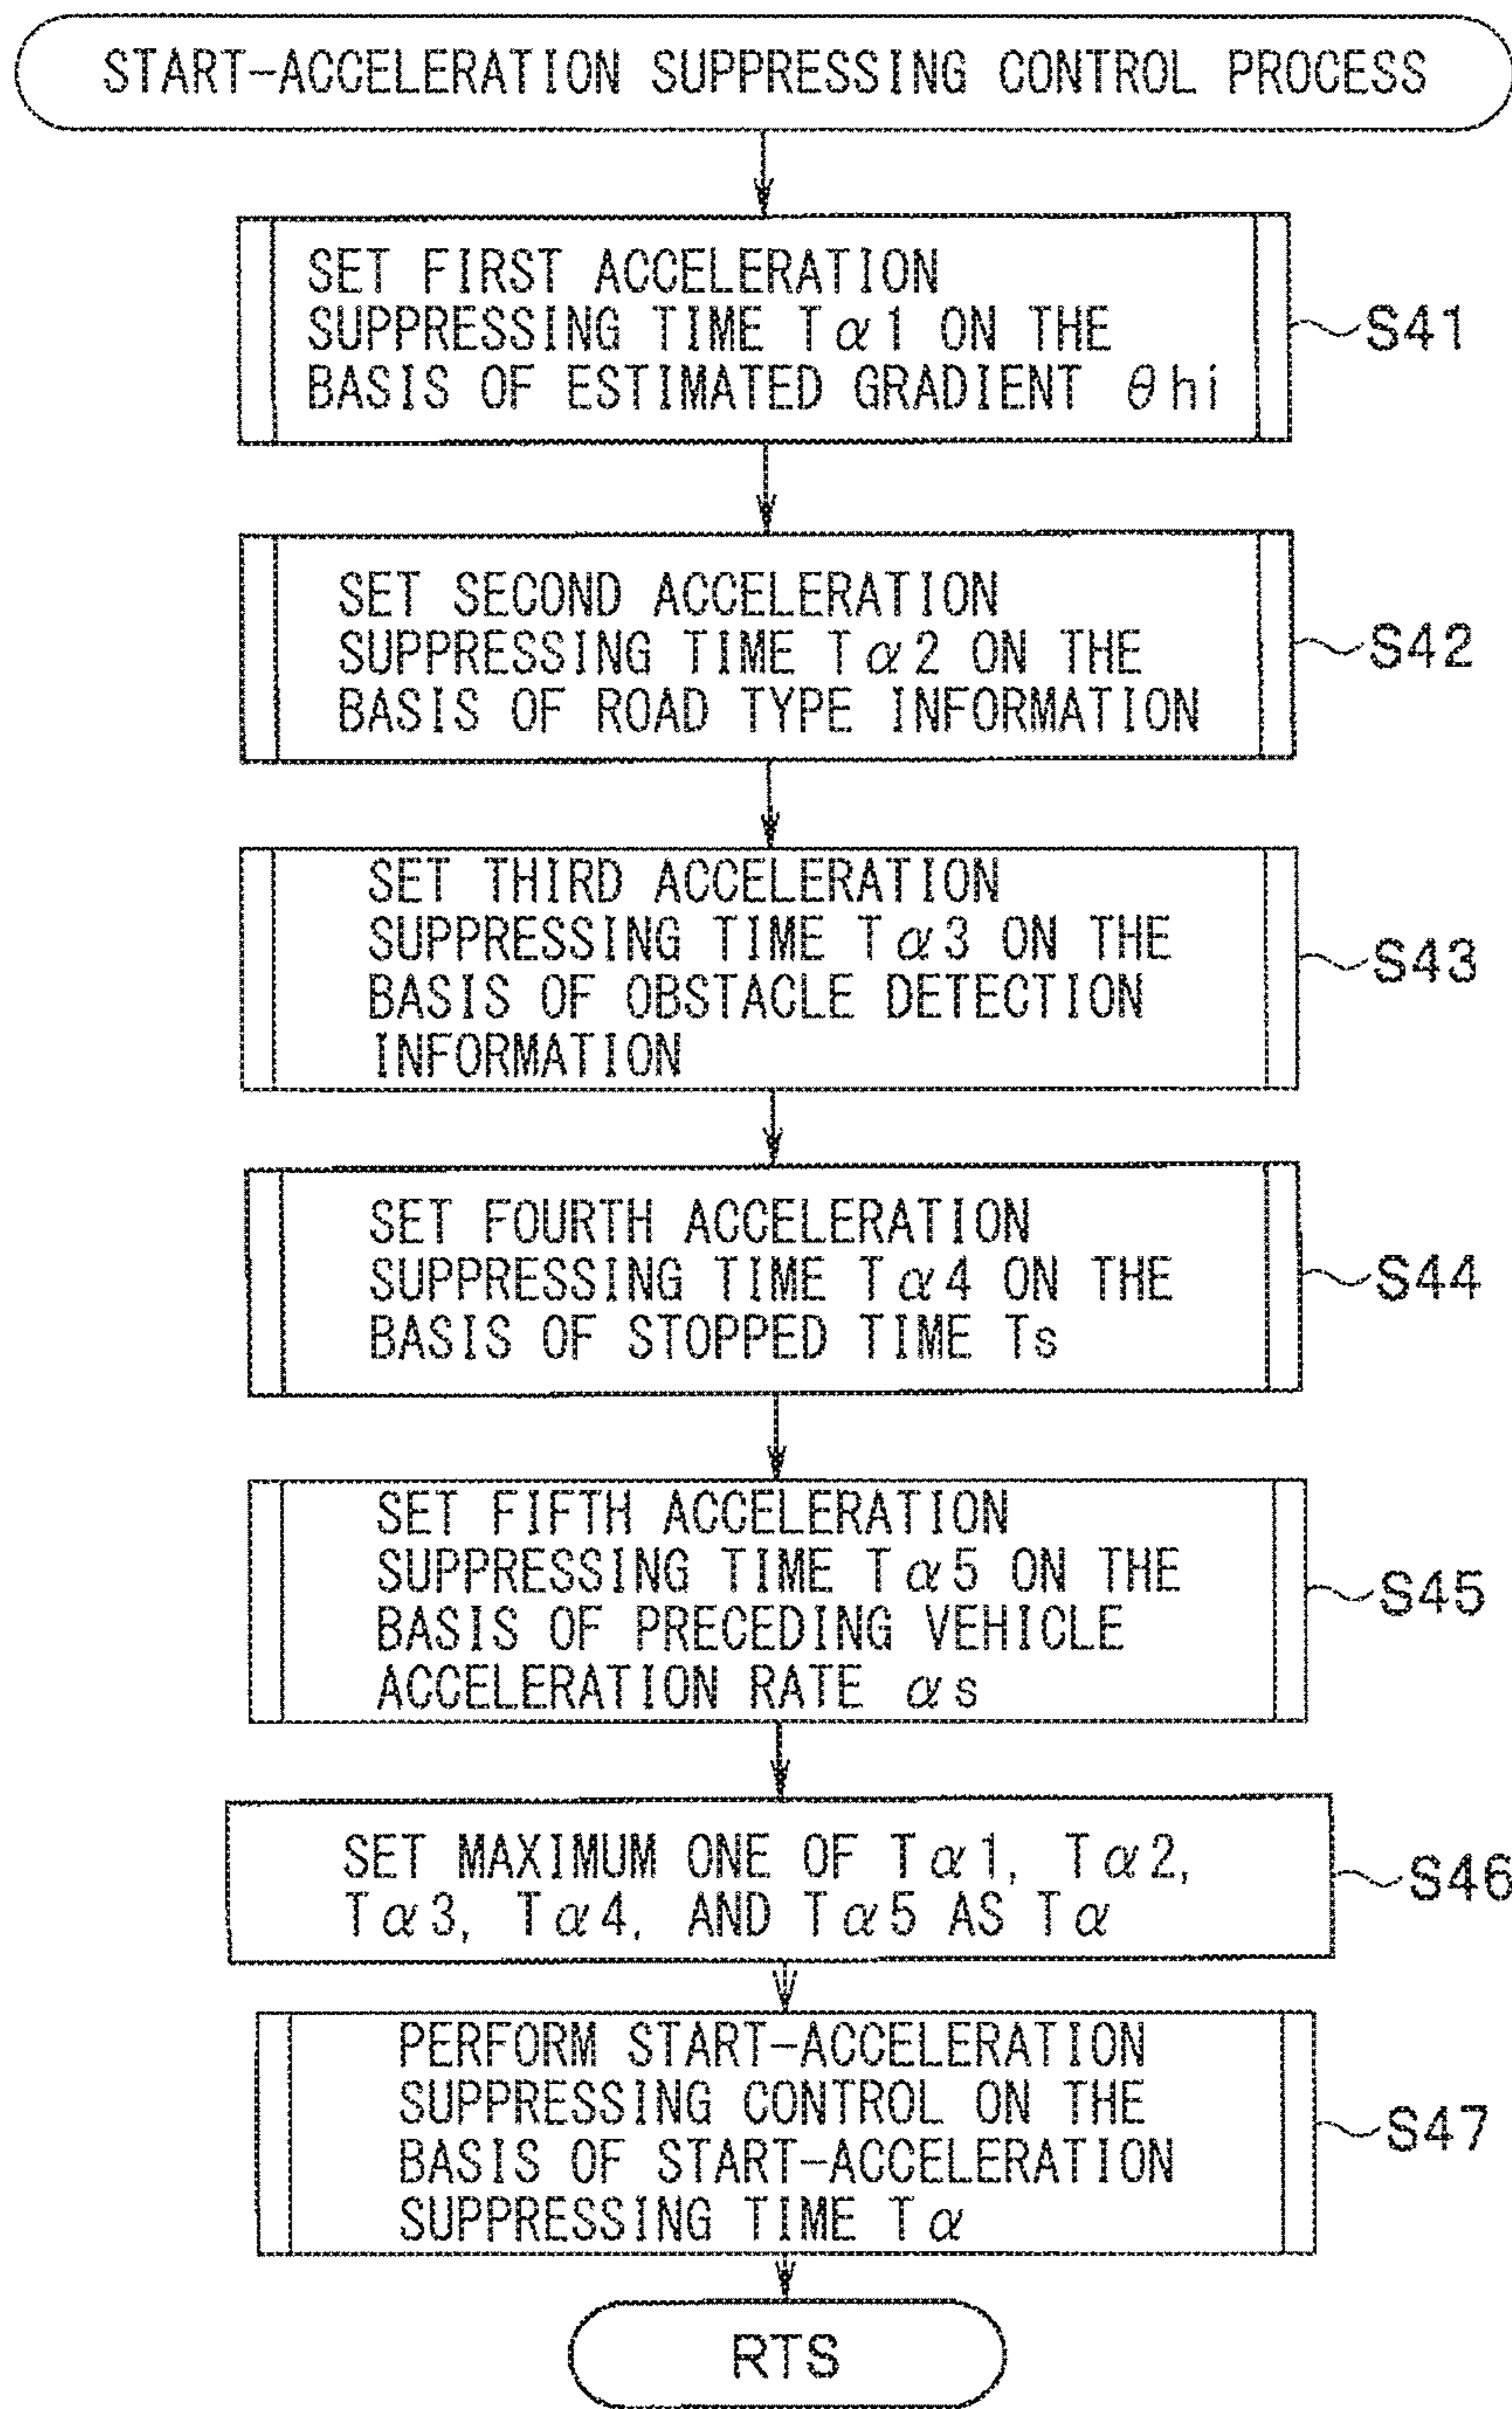 START-ACCELERATION SUPPRESSING CONTROL PROCESS
SET FIRST ACCELERATION
SUPPRESSING TIME Tα1 ON THE
BASIS OF ESTIMATED GRADIENT θhi
S41
SET SECOND ACCELERATION
SUPPRESSING TIME Tα2 ON THE
BASIS OF ROAD TYPE INFORMATION
S42
SET THIRD ACCELERATION
SUPPRESSING TIME Tα3 ON THE
BASIS OF OBSTACLE DETECTION
INFORMATION
S43
SET FOURTH ACCELERATION
SUPPRESSING TIME Tα4 ON THE
BASIS OF STOPPED TIME Ts
S44
SET FIFTH ACCELERATION
SUPPRESSING TIME Tα5 ON THE
BASIS OF PRECEDING VEHICLE
ACCELERATION RATE αs
S45
SET MAXIMUM ONE OF Tα1, Tα2,
Tα3, Tα4, AND Tα5 AS Tα
S46
PERFORM START-ACCELERATION
SUPPRESSING CONTROL ON THE
BASIS OF START-ACCELERATION
SUPPRESSING TIME Tα
S47
RTS